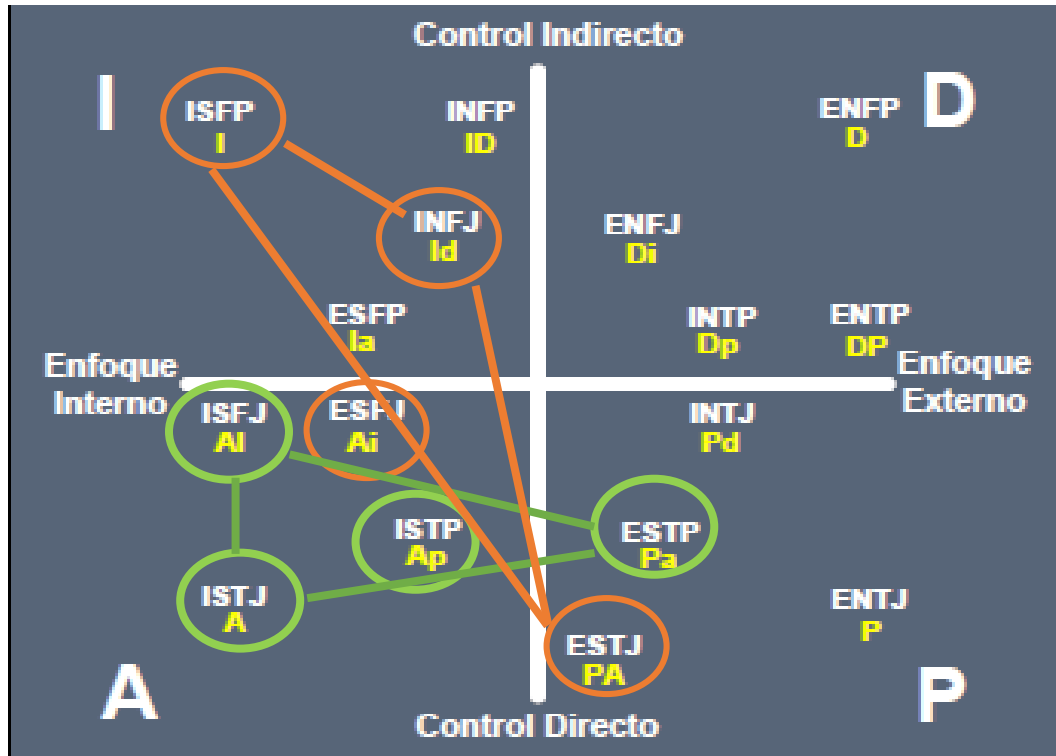 Control Indirecto
I
D
ISFP
I
INFP
ID
ENFP
D
INFJ
Id
ENFJ
Di
ESFP
Ia
INTP
Dp
ENTP
DP
Enfoque
Interno
Enfoque
Externo
ISFJ
AI
ESFJ
Ai
INTJ
Pd
ISTP
Ap
ESTP
Pa
ISTJ
A
ENTJ
P
ESTJ
PA
A
P
Control Directo